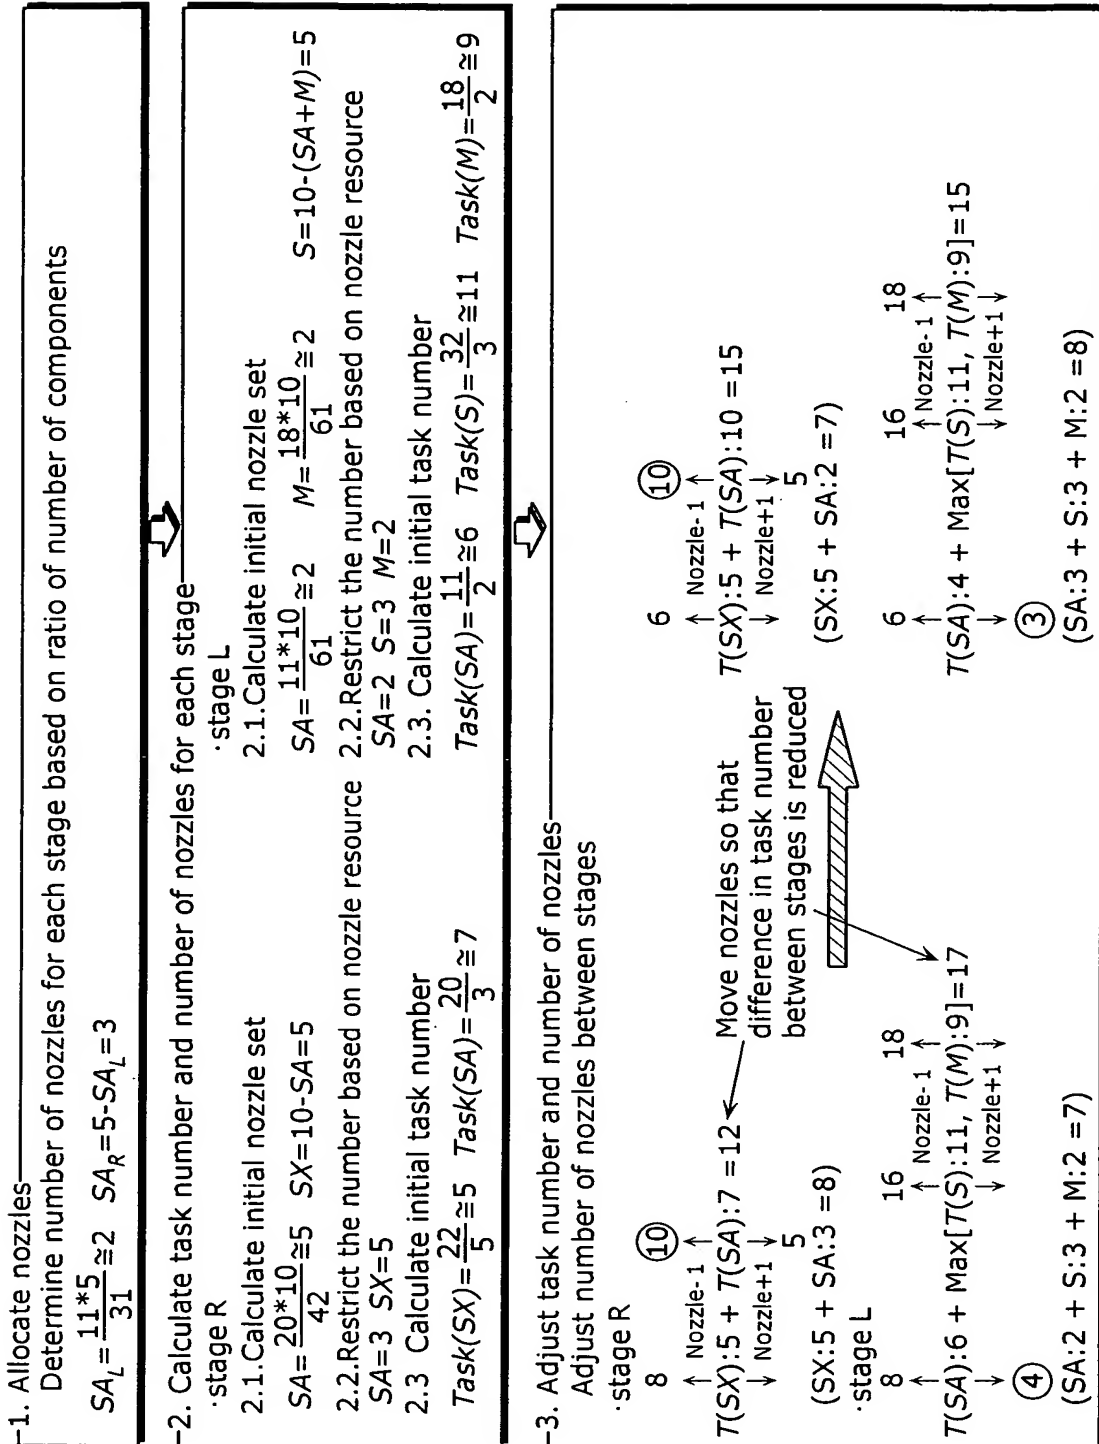 1. Allocate nozzles
Determine number of nozzles for each stage based on ratio of number of components
SA_L=11*5/31≅2 SA_R=5-SA_L=3
2. Calculate task number and number of nozzles for each stage
·stage R
2.1.Calculate initial nozzle set
SA=20*10/42≅5 SX=10-SA=5
2.2.Restrict the number based on nozzle resource
SA=3 SX=5
2.3 Calculate initial task number
Task(SX)=22/5≅5 Task(SA)=20/3≅7
·stage L
2.1.Calculate initial nozzle set
SA=11*10/61≅2 M=18*10/61≅2 S=10-(SA+M)=5
2.2.Restrict the number based on nozzle resource
SA=2 S=3 M=2
2.3. Calculate initial task number
Task(SA)=11/2≅6 Task(S)=32/3≅11 Task(M)=18/2≅9
3. Adjust task number and number of nozzles
Adjust number of nozzles between stages
·stage R
8 10
↑ Nozzle-1 ↑
T(SX):5 + T(SA):7 =12
↓ Nozzle+1 ↓
5
(SX:5 + SA:3 =8)
·stage L
8 16 18
↑ ↑ Nozzle-1 ↑
T(SA):6 + Max[T(S):11, T(M):9]=17
↓ ↓ Nozzle+1 ↓
4
(SA:2 + S:3 + M:2 =7)
Move nozzles so that
difference in task number
between stages is reduced
6 10
↑ Nozzle-1 ↑
T(SX):5 + T(SA):10 =15
↓ Nozzle+1 ↓
5
(SX:5 + SA:2 =7)
6 16 18
↑ ↑ Nozzle-1 ↑
T(SA):4 + Max[T(S):11, T(M):9]=15
↓ ↓ Nozzle+1 ↓
3
(SA:3 + S:3 + M:2 =8)